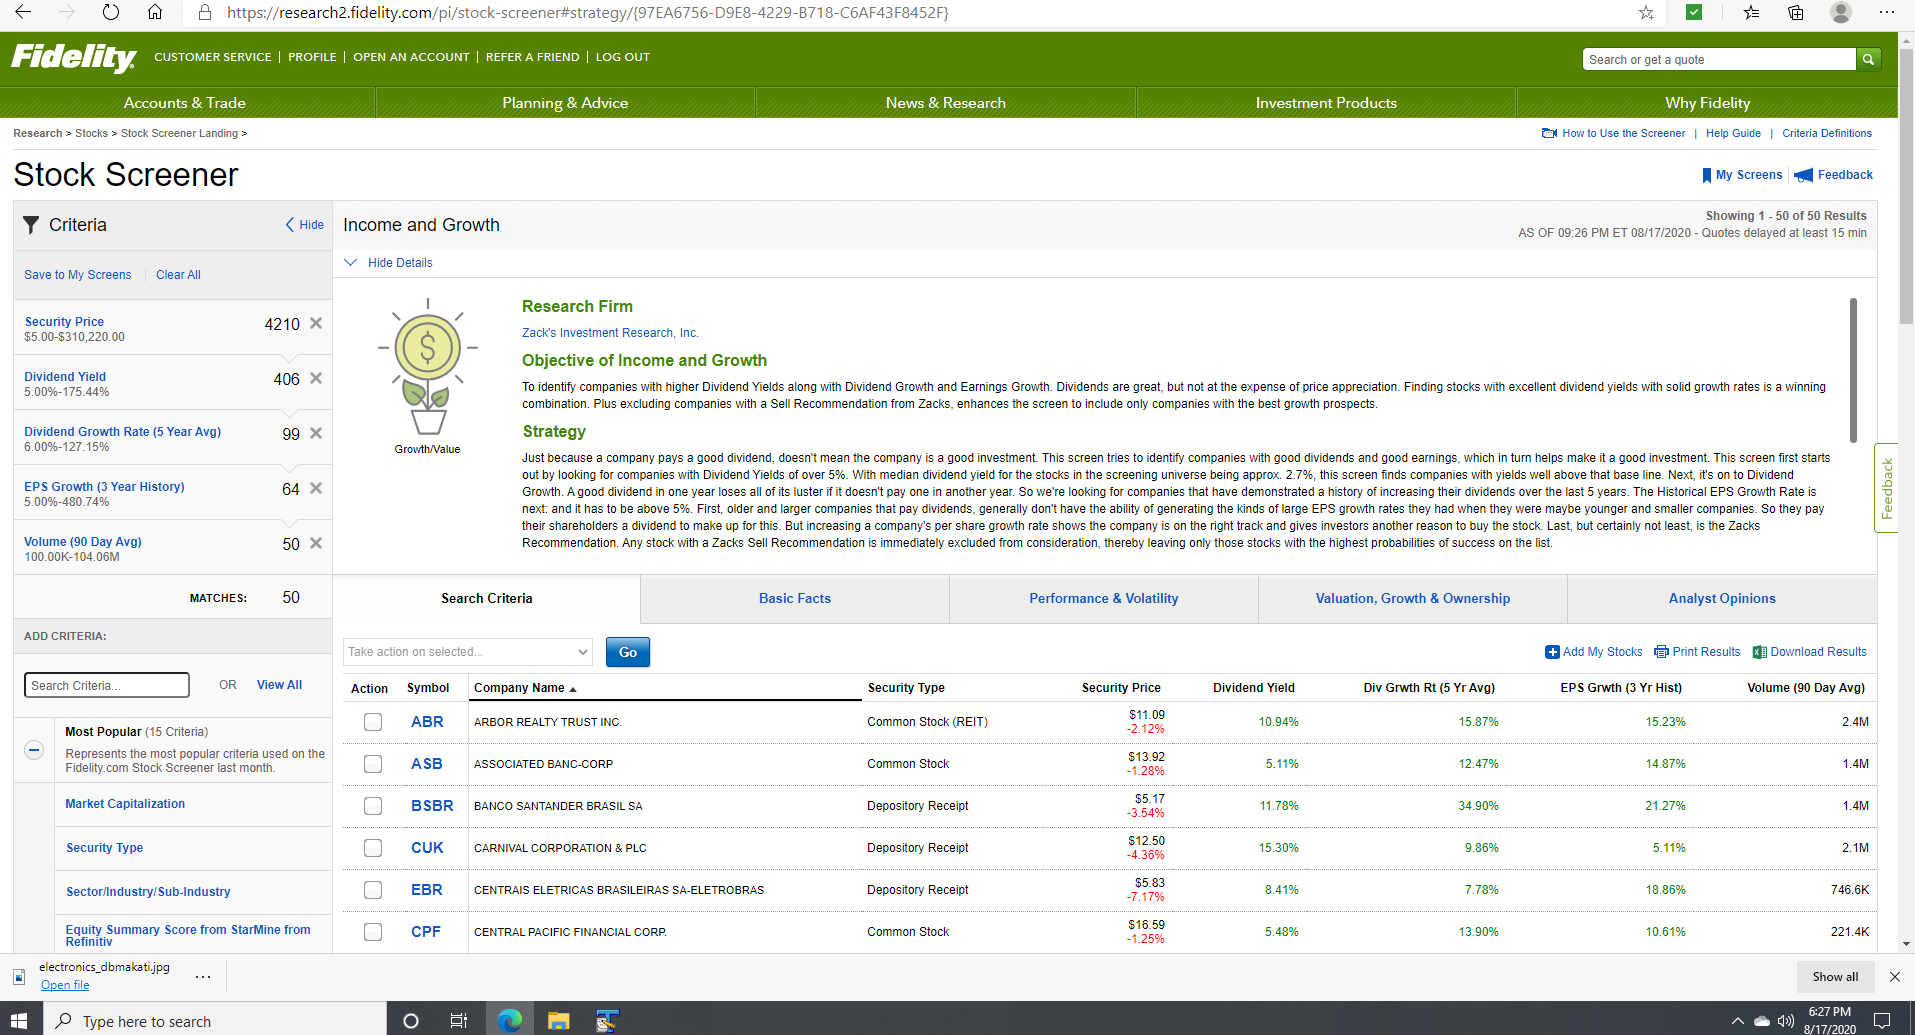 https://research2.fidelity.com/pi/stock-screener#strategy/{97EA6756-D9E8-4229-B718-C6AF43F8452F}
Fidelity
CUSTOMER SERVICE | PROFILE | OPEN AN ACCOUNT | REFER A FRIEND | LOG OUT
Search or get a quote
Accounts & Trade
Planning & Advice
News & Research
Investment Products
Why Fidelity
Research > Stocks > Stock Screener Landing >
How to Use the Screener | Help Guide | Criteria Definitions
Stock Screener
My Screens
Feedback
Criteria
Hide
Save to My Screens
Clear All
Security Price
4210
$5.00-$310,220.00
Dividend Yield
406
5.00%-175.44%
Dividend Growth Rate (5 Year Avg)
99
6.00%-127.15%
EPS Growth (3 Year History)
64
5.00%-480.74%
Volume (90 Day Avg)
50
100.00K-104.06M
MATCHES: 50
ADD CRITERIA:
Search Criteria...
OR
View All
Most Popular (15 Criteria)
Represents the most popular criteria used on the
Fidelity.com Stock Screener last month.
Market Capitalization
Security Type
Sector/Industry/Sub-Industry
Equity Summary Score from StarMine from
Refinitiv
Income and Growth
Showing 1 - 50 of 50 Results
AS OF 09:26 PM ET 08/17/2020 - Quotes delayed at least 15 min
Hide Details
$
Growth/Value
Research Firm
Zack's Investment Research, Inc.
Objective of Income and Growth
To identify companies with higher Dividend Yields along with Dividend Growth and Earnings Growth. Dividends are great, but not at the expense of price appreciation. Finding stocks with excellent dividend yields with solid growth rates is a winning
combination. Plus excluding companies with a Sell Recommendation from Zacks, enhances the screen to include only companies with the best growth prospects.
Strategy
Just because a company pays a good dividend, doesn't mean the company is a good investment. This screen tries to identify companies with good dividends and good earnings, which in turn helps make it a good investment. This screen first starts
out by looking for companies with Dividend Yields of over 5%. With median dividend yield for the stocks in the screening universe being approx. 2.7%, this screen finds companies with yields well above that base line. Next, it's on to Dividend
Growth. A good dividend in one year loses all of its luster if it doesn't pay one in another year. So we're looking for companies that have demonstrated a history of increasing their dividends over the last 5 years. The Historical EPS Growth Rate is
next: and it has to be above 5%. First, older and larger companies that pay dividends, generally don't have the ability of generating the kinds of large EPS growth rates they had when they were maybe younger and smaller companies. So they pay
their shareholders a dividend to make up for this. But increasing a company's per share growth rate shows the company is on the right track and gives investors another reason to buy the stock. Last, but certainly not least, is the Zacks
Recommendation. Any stock with a Zacks Sell Recommendation is immediately excluded from consideration, thereby leaving only those stocks with the highest probabilities of success on the list.
Feedback
Search Criteria
Basic Facts
Performance & Volatility
Valuation, Growth & Ownership
Analyst Opinions
Take action on selected...
Go
Add My Stocks
Print Results
Download Results
Action Symbol Company Name Security Type Security Price Dividend Yield Div Grwth Rt (5 Yr Avg) EPS Grwth (3 Yr Hist) Volume (90 Day Avg)
ABR ARBOR REALTY TRUST INC. Common Stock (REIT) $11.09 10.94% 15.87% 15.23% 2.4M
-2.12%
ASB ASSOCIATED BANC-CORP Common Stock $13.92 5.11% 12.47% 14.87% 1.4M
-1.28%
BSBR BANCO SANTANDER BRASIL SA Depository Receipt $5.17 11.78% 34.90% 21.27% 1.4M
-3.54%
CUK CARNIVAL CORPORATION & PLC Depository Receipt $12.50 15.30% 9.86% 5.11% 2.1M
-4.36%
EBR CENTRAIS ELETRICAS BRASILEIRAS SA-ELETROBRAS Depository Receipt $5.83 8.41% 7.78% 18.86% 746.6K
-7.17%
CPF CENTRAL PACIFIC FINANCIAL CORP. Common Stock $16.59 5.48% 13.90% 10.61% 221.4K
-1.25%
electronics_dbmakati.jpg
Open file
Show all
Type here to search
6:27 PM
8/17/2020